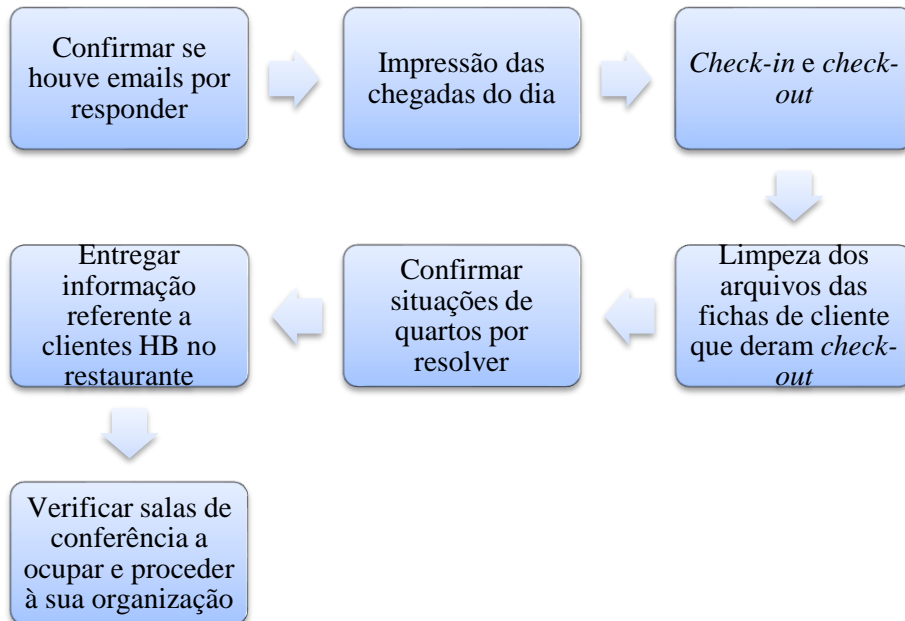 Confirmar se
houve emails por
responder
Impressão das
chegadas do dia
Check-in e check-
out
Limpeza dos
arquivos das
fichas de cliente
que deram check-
out
Confirmar
situações de
quartos por
resolver
Entregar
informação
referente a
clientes HB no
restaurante
Verificar salas de
conferência a
ocupar e proceder
à sua organização